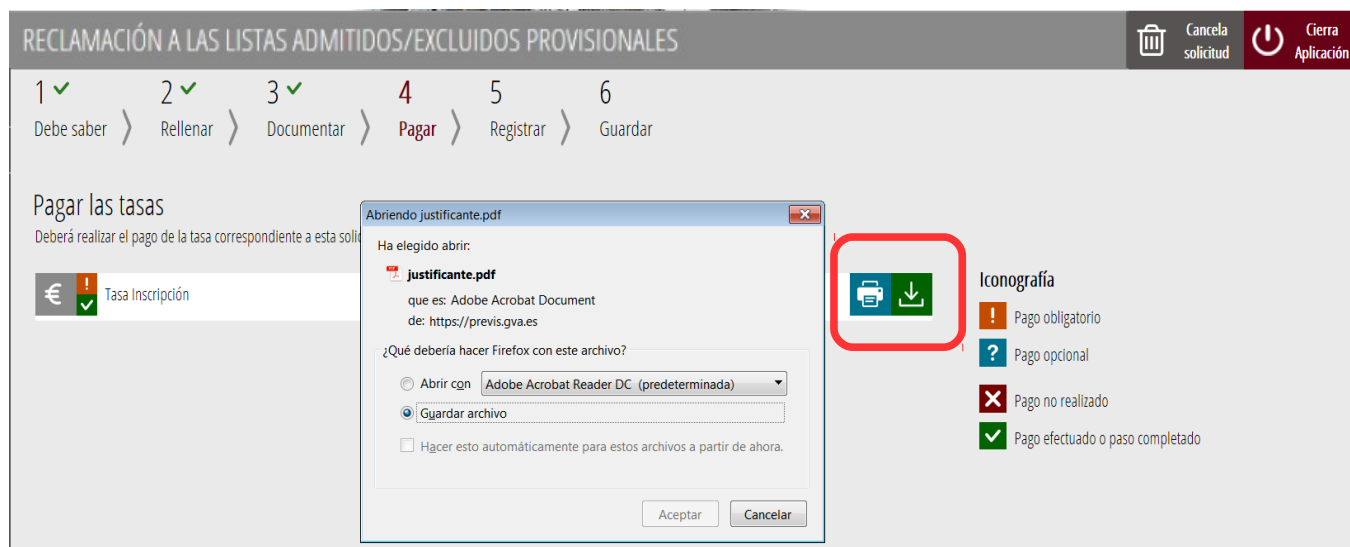 RECLAMACIÓN A LAS LISTAS ADMITIDOS/EXCLUIDOS PROVISIONALES
Cancela
solicitud
Cierra
Aplicación
1 2 3 4 5 6
Debe saber Rellenar Documentar Pagar Registrar Guardar
Pagar las tasas
Deberá realizar el pago de la tasa correspondiente a esta
€ ! Tasa Inscripción
Abriendo justificante.pdf
Ha elegido abrir:
justificante.pdf
que es: Adobe Acrobat Document
de: https://previs.gva.es
¿Qué debería hacer Firefox con este archivo?
Abrir con Adobe Acrobat Reader DC (predeterminada)
Guardar archivo
Hacer esto automáticamente para estos archivos a partir de ahora.
Aceptar Cancelar
Iconografía
! Pago obligatorio
? Pago opcional
Pago no realizado
Pago efectuado o paso completado